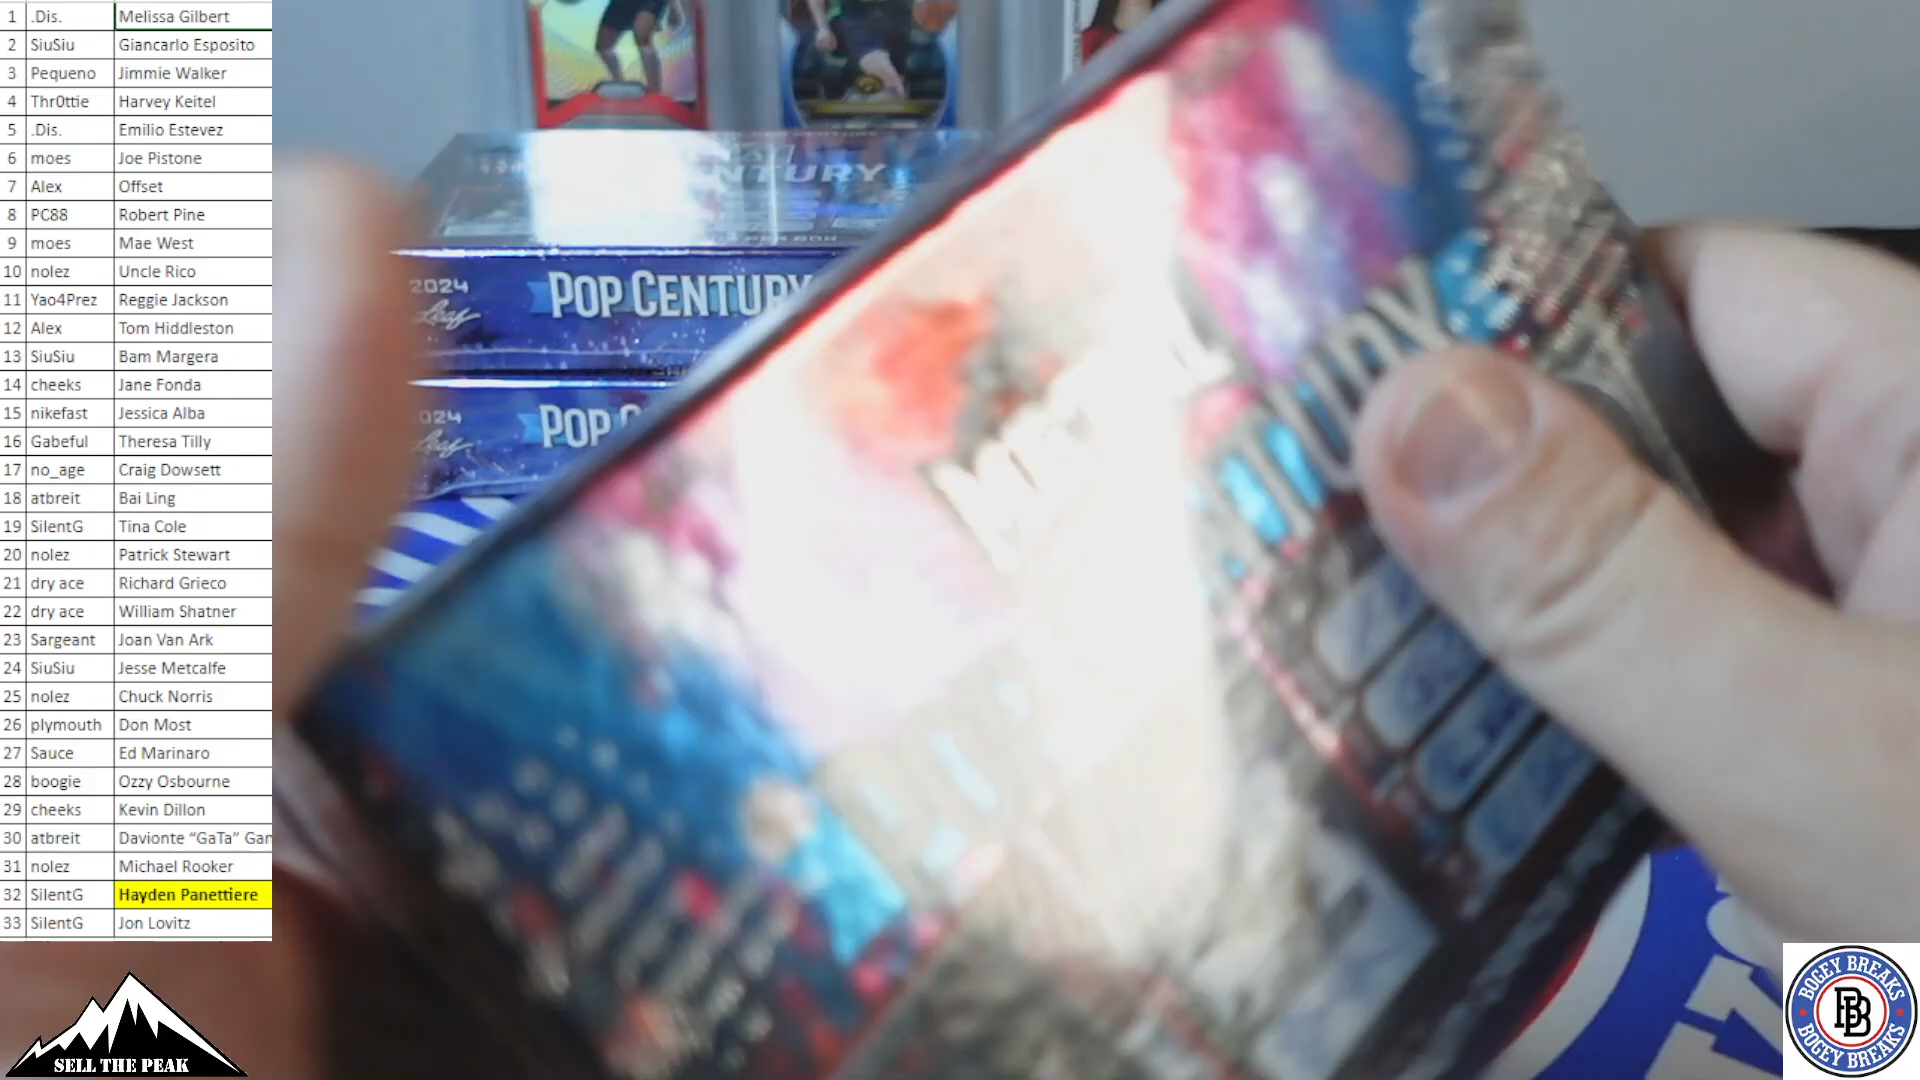 1 .Dis. Melissa Gilbert
2 SiuSiu Giancarlo Esposito
3 Pequeno Jimmie Walker
4 Thr0ttie Harvey Keitel
5 .Dis. Emilio Estevez
6 moes Joe Pistone
7 Alex Offset
8 PC88 Robert Pine
9 moes Mae West
10 nolez Uncle Rico
11 Yao4Prez Reggie Jackson
12 Alex Tom Hiddleston
13 SiuSiu Bam Margera
14 cheeks Jane Fonda
15 nikefast Jessica Alba
16 Gabeful Theresa Tilly
17 no_age Craig Dowsett
18 atbreit Bai Ling
19 SilentG Tina Cole
20 nolez Patrick Stewart
21 dry ace Richard Grieco
22 dry ace William Shatner
23 Sargeant Joan Van Ark
24 SiuSiu Jesse Metcalfe
25 nolez Chuck Norris
26 plymouth Don Most
27 Sauce Ed Marinaro
28 boogie Ozzy Osbourne
29 cheeks Kevin Dillon
30 atbreit Davionte “GaTa” Gan
31 nolez Michael Rooker
32 SilentG Hayden Panettiere
33 SilentG Jon Lovitz
NTURY
2024 Leaf POP CENTURY
024 Leaf POP C
NTURY
SELL THE PEAK
BOGEY BREAKS
BB
BOGEY BREAKS